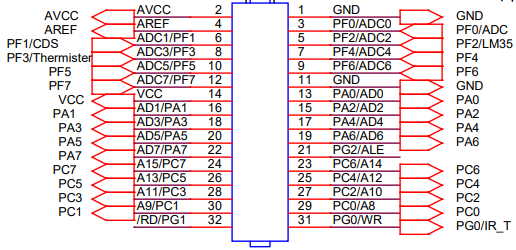 AVCC AVCC 2 1 GND GND
AREF AREF 4 3 PF0/ADC0 PF0/ADC
PF1/CDS ADC1/PF1 6 5 PF2/ADC2 PF2/LM35
PF3/Thermister ADC3/PF3 8 7 PF4/ADC4 PF4
PF5 ADC5/PF5 10 9 PF6/ADC6 PF6
PF7 ADC7/PF7 12 11 GND GND
VCC VCC 14 13 PA0/AD0 PA0
PA1 AD1/PA1 16 15 PA2/AD2 PA2
PA3 AD3/PA3 18 17 PA4/AD4 PA4
PA5 AD5/PA5 20 19 PA6/AD6 PA6
PA7 AD7/PA7 22 21 PG2/ALE
PC7 A15/PC7 24 23 PC6/A14 PC6
PC5 A13/PC5 26 25 PC4/A12 PC4
PC3 A11/PC3 28 27 PC2/A10 PC2
PC1 A9/PC1 30 29 PC0/A8 PC0
/RD/PG1 32 31 PG0/WR PG0/IR_T